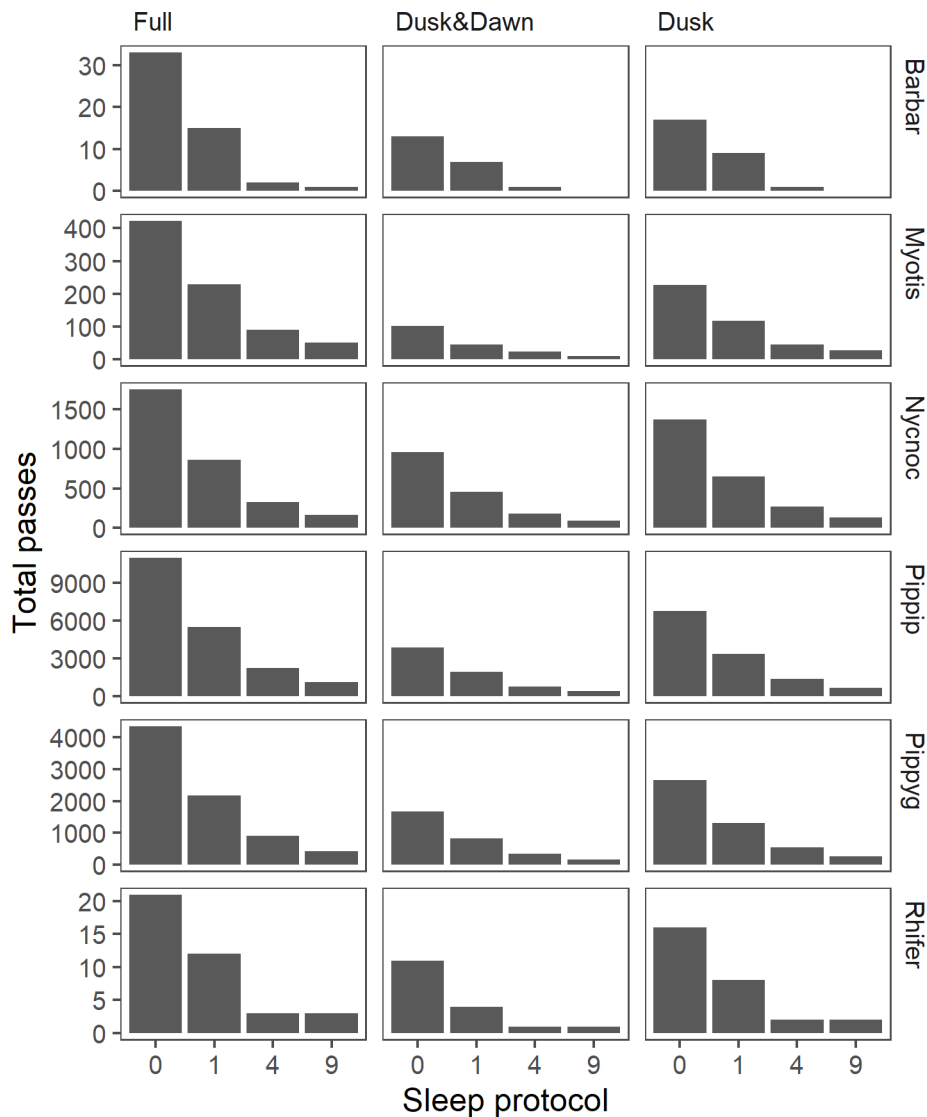 Full Dusk&Dawn Dusk
Total passes
30
20
10
0
Barbar
400
300
200
100
0
Myotis
1500
1000
500
0
Nycnoc
9000
6000
3000
0
Pippip
4000
3000
2000
1000
0
Pippyg
20
15
10
5
0
Rhifer
0 1 4 9 0 1 4 9 0 1 4 9
Sleep protocol